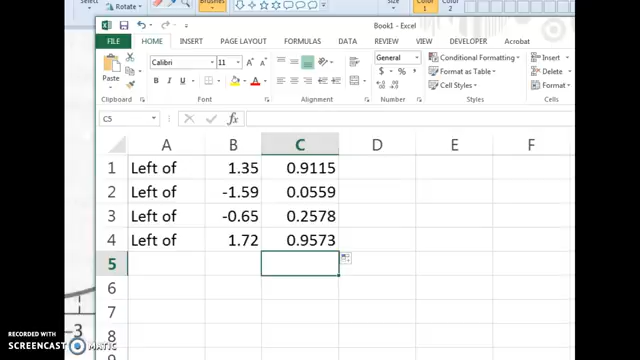 Select Rotate Brushes Shapes Size Color 1 Color 2
Book1 - Excel
FILE HOME INSERT PAGE LAYOUT FORMULAS DATA REVIEW VIEW DEVELOPER Acrobat
Paste Calibri 11 A A General Conditional Formatting Insert
B I U $ % , Format as Table Delete
Cell Styles Format
Clipboard Font Alignment Number Styles Cells
C5 fx
A B C D E F
1 Left of 1.35 0.9115
2 Left of -1.59 0.0559
3 Left of -0.65 0.2578
4 Left of 1.72 0.9573
5
6
7
8
-3
RECORDED WITH
SCREENCAST MATIC